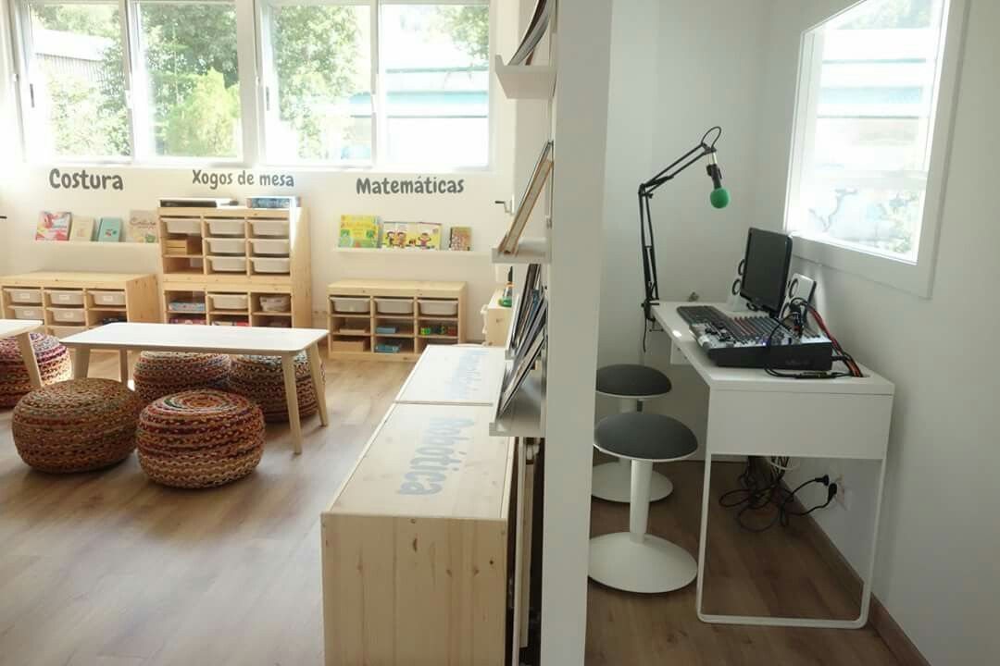 Costura
Xogos de mesa
Matemáticas
Robótica